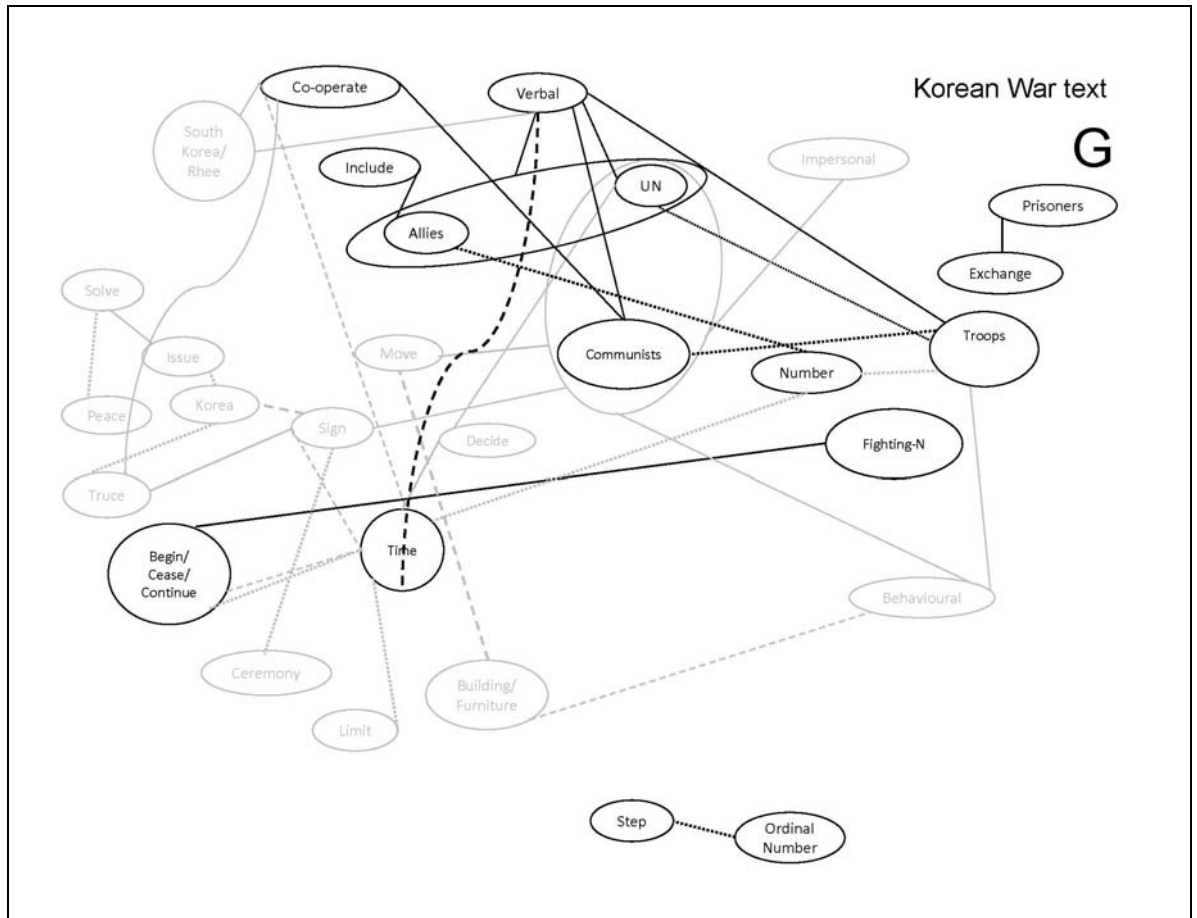 Co-operate
Verbal
Korean War text
G
South
Korea/
Rhee
Include
UN
Impersonal
Prisoners
Allies
Exchange
Solve
Issue
Move
Communists
Number
Troops
Peace
Korea
Sign
Decide
Fighting-N
Truce
Begin/
Cease/
Continue
Time
Behavioural
Ceremony
Building/
Furniture
Limit
Step
Ordinal
Number